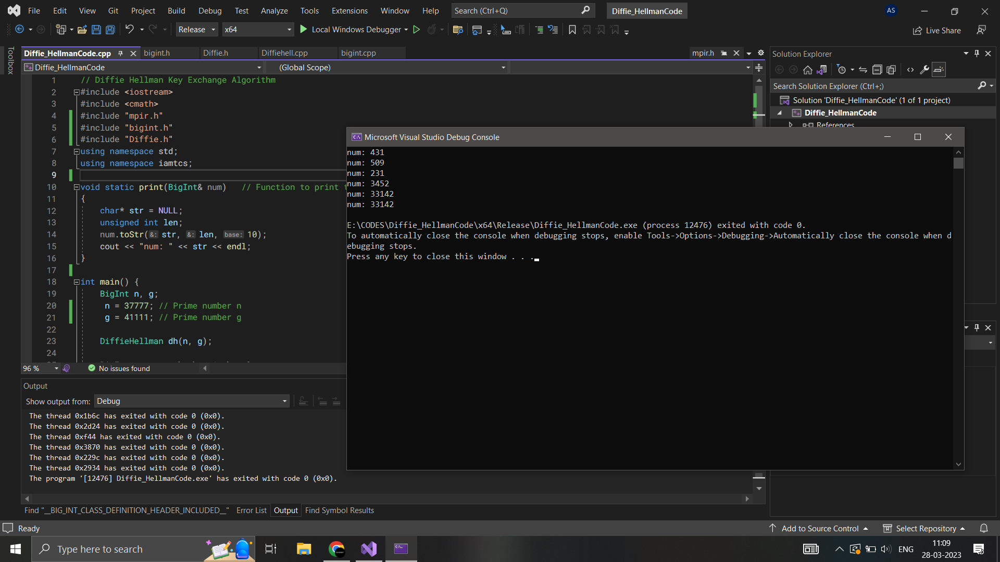 File Edit View Git Project Build Debug Test Analyze Tools Extensions Window Help Search (Ctrl+Q) Diffie_HellmanCode AS
Release x64 Local Windows Debugger Live Share
Toolbox
Diffie_HellmanCode.cpp bigint.h Diffie.h Diffiehell.cpp bigint.cpp mpir.h
Diffie_HellmanCode (Global Scope)
1 // Diffie Hellman Key Exchange Algorithm
2 #include <iostream>
3 #include <cmath>
4 #include "mpir.h"
5 #include "bigint.h"
6 #include "Diffie.h"
7 using namespace std;
8 using namespace iamtcs;
9
10 void static print(BigInt& num) // Function to print
11 {
12 char* str = NULL;
13 unsigned int len;
14 num.toStr(&: str, &: len, base: 10);
15 cout << "num: " << str << endl;
16 }
17
18 int main() {
19 BigInt n, g;
20 n = 37777; // Prime number n
21 g = 41111; // Prime number g
22
23 DiffieHellman dh(n, g);
24
96 % No issues found
Solution Explorer
Search Solution Explorer (Ctrl+;)
Solution 'Diffie_HellmanCode' (1 of 1 project)
Diffie_HellmanCode
References
Microsoft Visual Studio Debug Console
num: 431
num: 509
num: 231
num: 3452
num: 33142
num: 33142
E:\CODES\Diffie_HellmanCode\x64\Release\Diffie_HellmanCode.exe (process 12476) exited with code 0.
To automatically close the console when debugging stops, enable Tools->Options->Debugging->Automatically close the console when d
ebugging stops.
Press any key to close this window . . .
Output
Show output from: Debug
The thread 0x1b6c has exited with code 0 (0x0).
The thread 0x2d24 has exited with code 0 (0x0).
The thread 0xf44 has exited with code 0 (0x0).
The thread 0x3870 has exited with code 0 (0x0).
The thread 0x229c has exited with code 0 (0x0).
The thread 0x2934 has exited with code 0 (0x0).
The program '[12476] Diffie_HellmanCode.exe' has exited with code 0 (0x0).
Find "__BIG_INT_CLASS_DEFINITION_HEADER_INCLUDED__" Error List Output Find Symbol Results
Ready Add to Source Control Select Repository
Type here to search ENG 11:09
28-03-2023